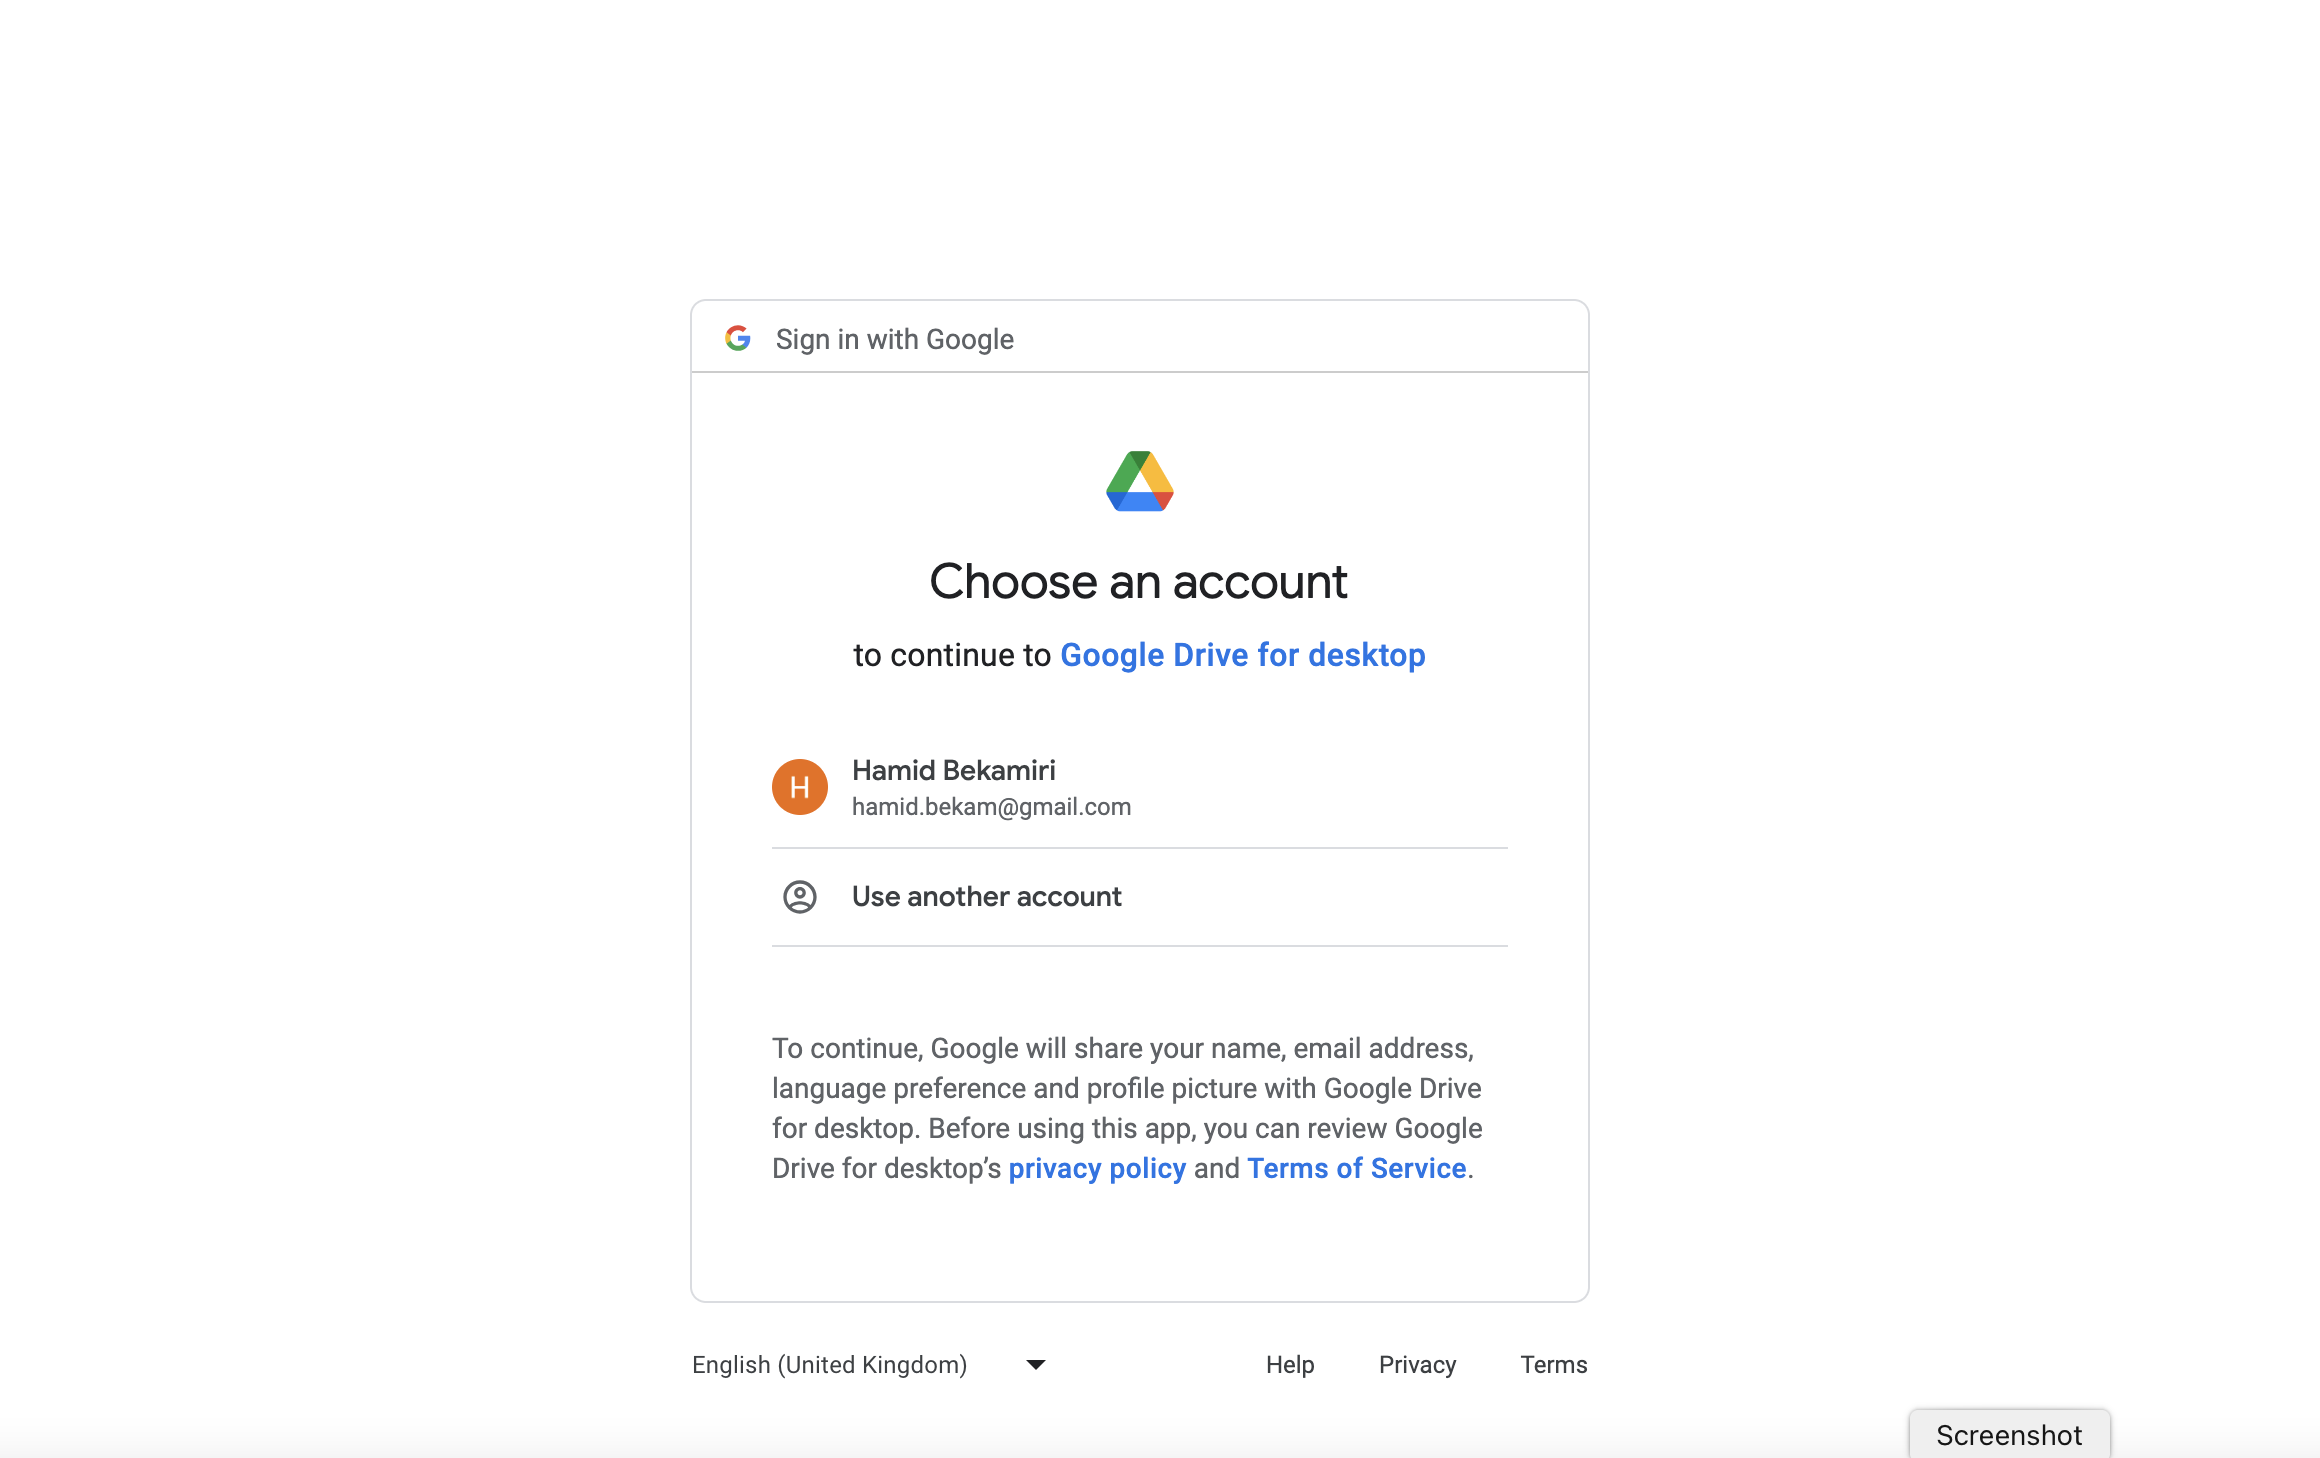 Sign in with Google
Choose an account
to continue to Google Drive for desktop
H
Hamid Bekamiri
hamid.bekam@gmail.com
Use another account
To continue, Google will share your name, email address,
language preference and profile picture with Google Drive
for desktop. Before using this app, you can review Google
Drive for desktop’s privacy policy and Terms of Service.
English (United Kingdom)
Help
Privacy
Terms
Screenshot